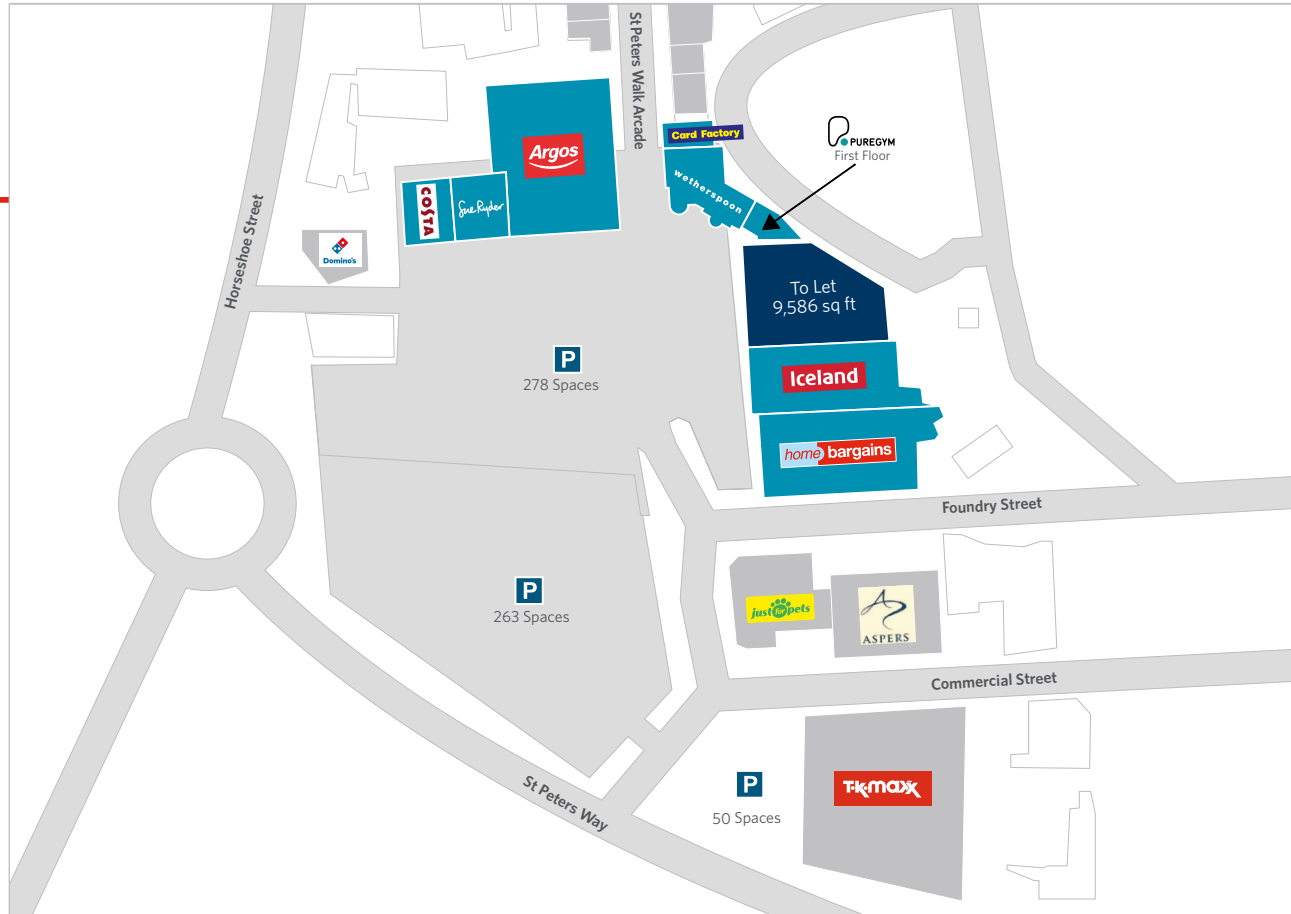 St Peters Walk Arcade
Card Factory
PUREGYM
First Floor
Argos
wetherspoon
COSTA
Sue Ryder
Horseshoe Street
Domino's
To Let
9,586 sq ft
P
278 Spaces
Iceland
home bargains
Foundry Street
P
263 Spaces
just for pets
ASPERS
Commercial Street
St Peters Way
P
50 Spaces
T·K·maxx